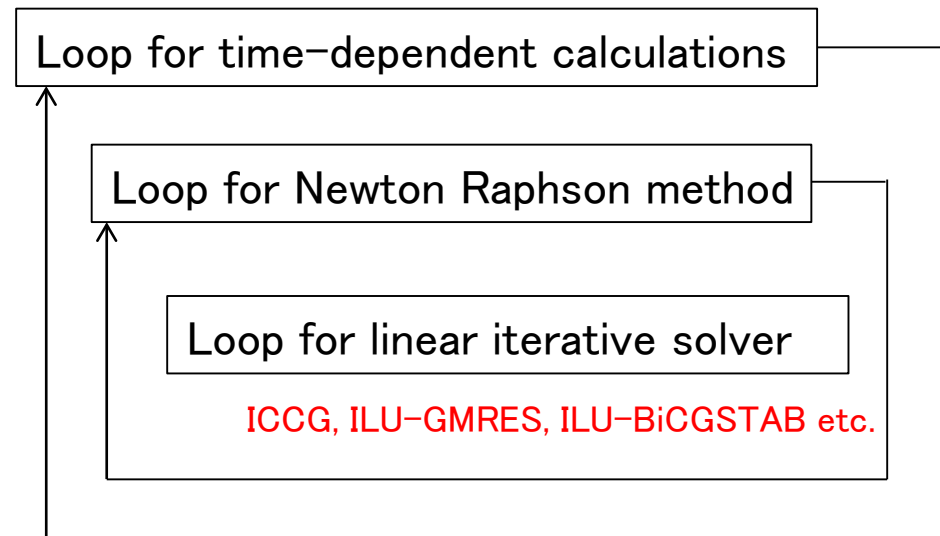 Loop for time-dependent calculations
Loop for Newton Raphson method
Loop for linear iterative solver
ICCG, ILU-GMRES, ILU-BiCGSTAB etc.